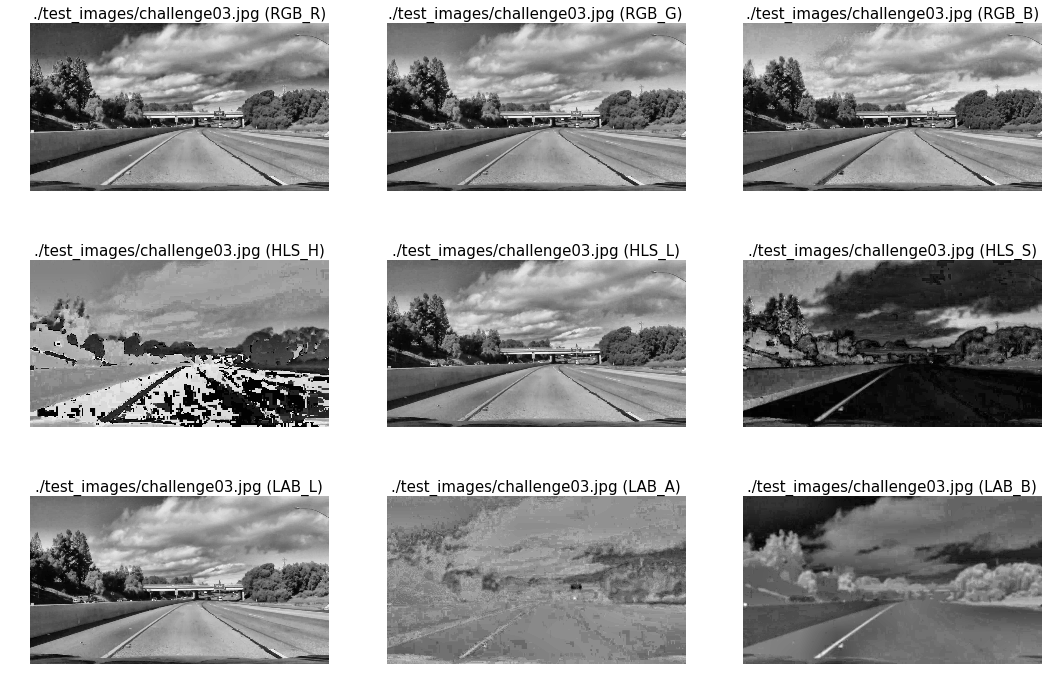 ./test_images/challenge03.jpg (RGB_R)
./test_images/challenge03.jpg (RGB_G)
./test_images/challenge03.jpg (RGB_B)
./test_images/challenge03.jpg (HLS_H)
./test_images/challenge03.jpg (HLS_L)
./test_images/challenge03.jpg (HLS_S)
./test_images/challenge03.jpg (LAB_L)
./test_images/challenge03.jpg (LAB_A)
./test_images/challenge03.jpg (LAB_B)